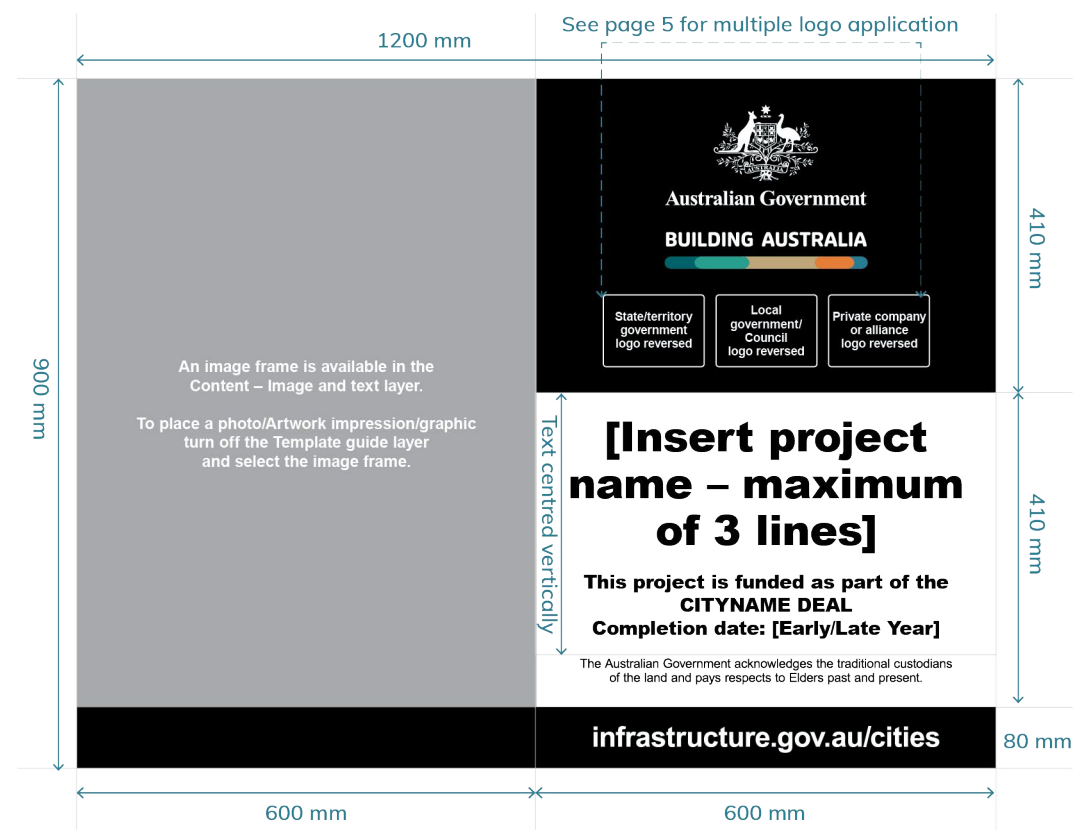 See page 5 for multiple logo application
1200 mm
Australian Government
BUILDING AUSTRALIA
State/territory
government
logo reversed
Local
government/
Council
logo reversed
Private company
or alliance
logo reversed
410 mm
900 mm
An image frame is available in the
Content – Image and text layer.
To place a photo/Artwork impression/graphic
turn off the Template guide layer
and select the image frame.
Text centred vertically
[Insert project
name – maximum
of 3 lines]
This project is funded as part of the
CITYNAME DEAL
Completion date: [Early/Late Year]
The Australian Government acknowledges the traditional custodians
of the land and pays respects to Elders past and present.
410 mm
infrastructure.gov.au/cities
80 mm
600 mm
600 mm
AUSTRALIA